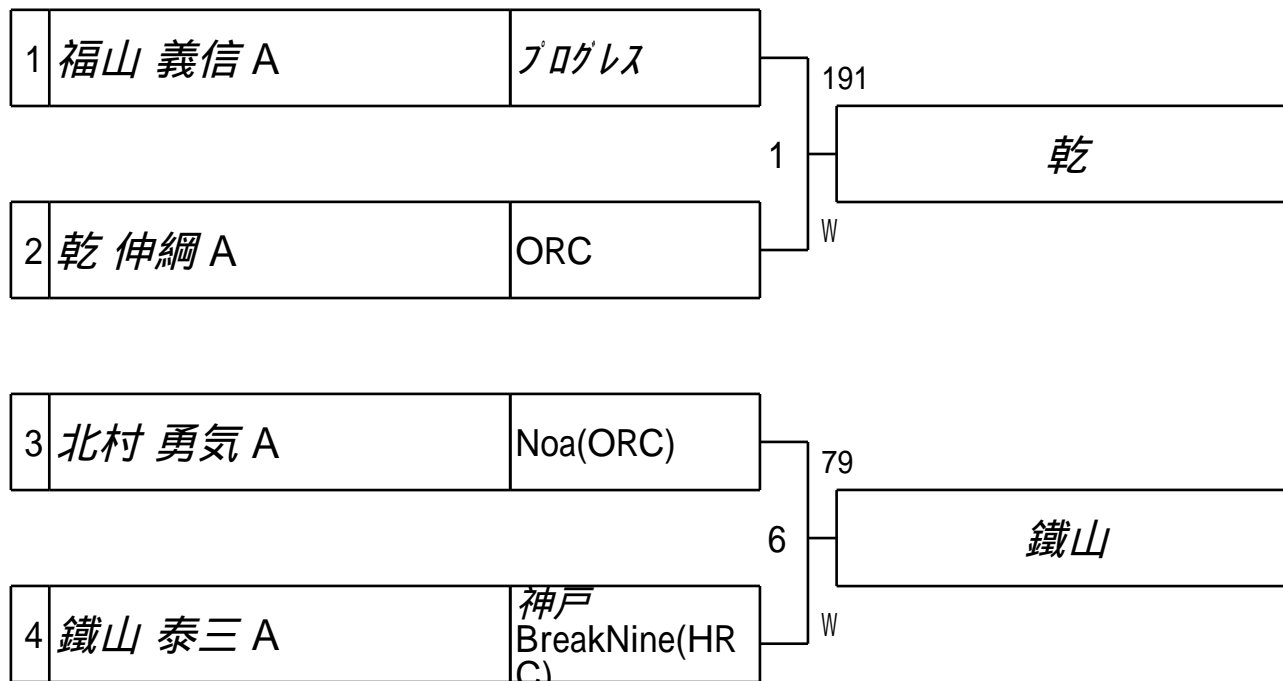 1 福山 義信 A ﾌﾟﾛｸﾞﾚｽ
191
1 乾
2 乾 伸綱 A ORC
W
3 北村 勇気 A Noa(ORC)
79
6 鐵山
4 鐵山 泰三 A 神戸
BreakNine(HR
C)
W